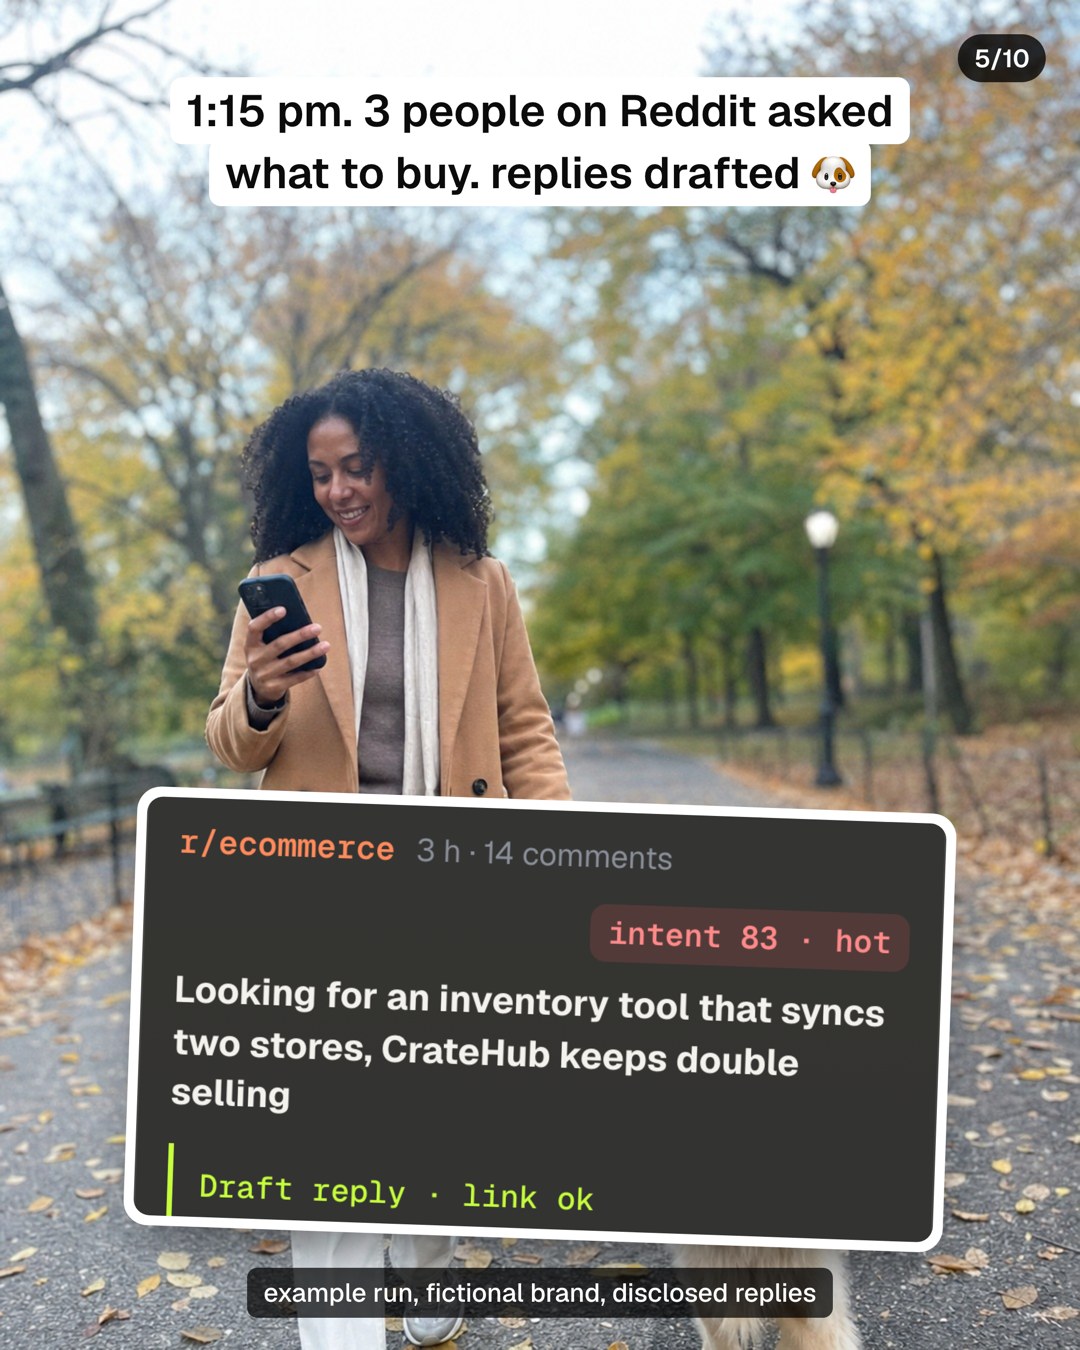 5/10
1:15 pm. 3 people on Reddit asked
what to buy. replies drafted 🐶
r/ecommerce 3 h · 14 comments
intent 83 · hot
Looking for an inventory tool that syncs
two stores, CrateHub keeps double
selling
Draft reply · link ok
example run, fictional brand, disclosed replies